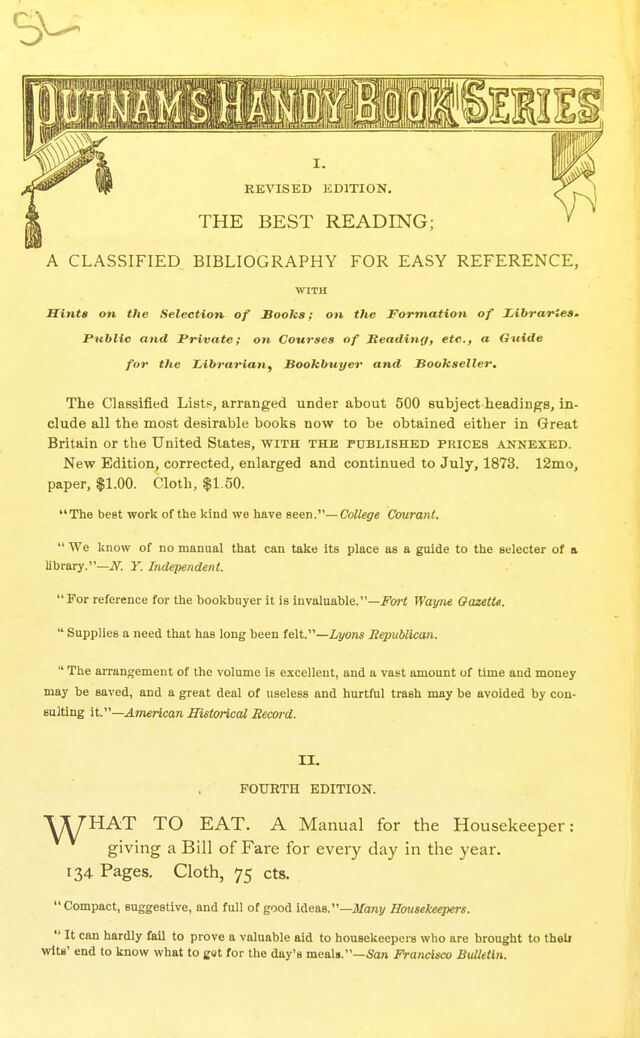 PUTNAM'S HANDY-BOOK SERIES
I.
REVISED EDITION.
THE BEST READING;
A CLASSIFIED BIBLIOGRAPHY FOR EASY REFERENCE,
WITH
Hints on the Selection of Books; on the Formation of Libraries.
Public and Private; on Courses of Reading, etc., a Guide
for the Librarian, Bookbuyer and Bookseller.
The Classified Lists, arranged under about 500 subject headings, in-
clude all the most desirable books now to be obtained either in Great
Britain or the United States, WITH THE PUBLISHED PRICES ANNEXED.
New Edition, corrected, enlarged and continued to July, 1873. 12mo,
paper, $1.00. Cloth, $1.50.
"The best work of the kind we have seen."—College Courant.
"We know of no manual that can take its place as a guide to the selecter of a
library."—N. Y. Independent.
"For reference for the bookbuyer it is invaluable."—Fort Wayne Gazette.
"Supplies a need that has long been felt."—Lyons Republican.
"The arrangement of the volume is excellent, and a vast amount of time and money
may be saved, and a great deal of useless and hurtful trash may be avoided by con-
sulting it."—American Historical Record.
II.
FOURTH EDITION.
WHAT TO EAT. A Manual for the Housekeeper:
giving a Bill of Fare for every day in the year.
134 Pages. Cloth, 75 cts.
"Compact, suggestive, and full of good ideas."—Many Housekeepers.
"It can hardly fail to prove a valuable aid to housekeepers who are brought to their
wits' end to know what to get for the day's meals."—San Francisco Bulletin.